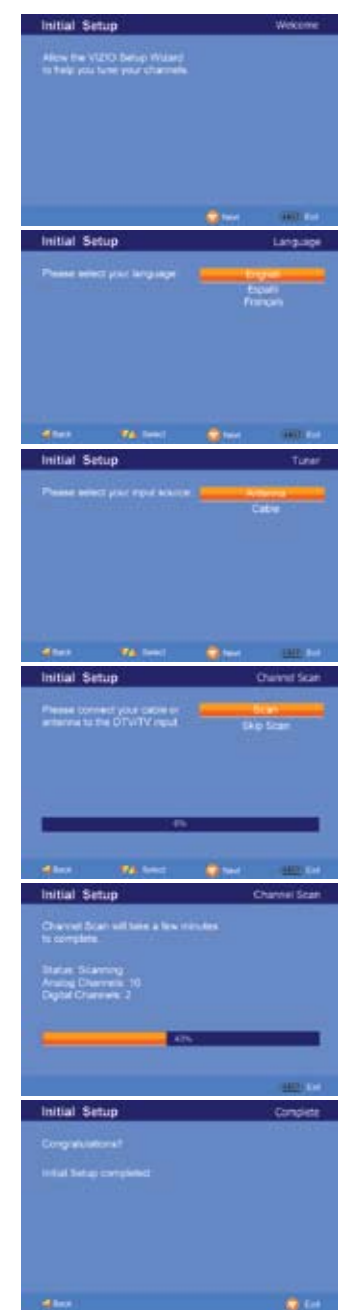 Initial Setup Welcome
Allow the VIZIO Setup Wizard
to help you tune your channels.
Next EXIT Exit
Initial Setup Language
Please select your language English
Español
Français
Back Select Next EXIT Exit
Initial Setup Tuner
Please select your input source Antenna
Cable
Back Select Next EXIT Exit
Initial Setup Channel Scan
Please connect your cable or Scan
antenna to the DTV/TV input Skip Scan
0%
Back Select Next EXIT Exit
Initial Setup Channel Scan
Channel Scan will take a few minutes
to complete.
Status: Scanning
Analog Channels: 10
Digital Channels: 2
EXIT Exit
Initial Setup Complete
Congratulations!!
Initial Setup completed
Back Exit